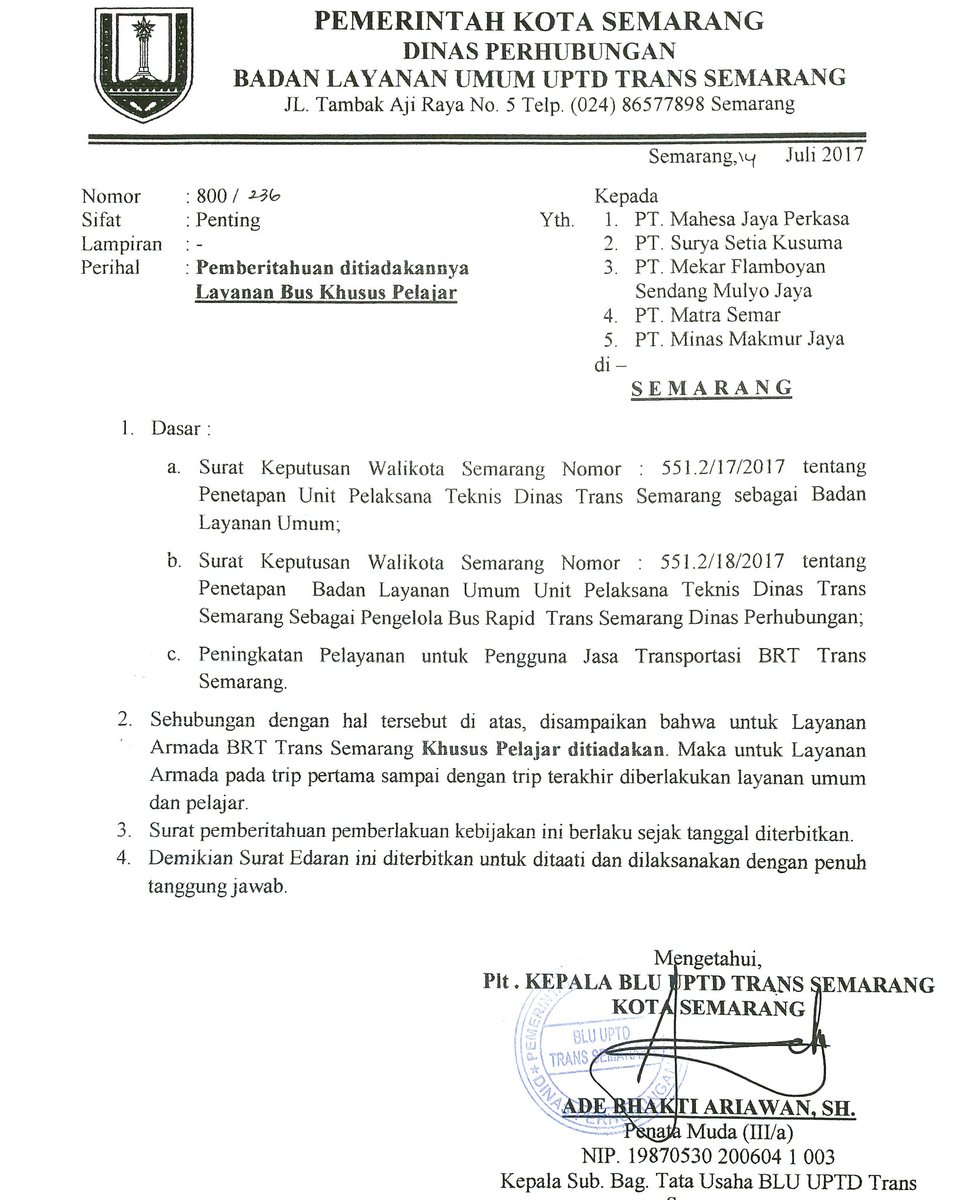 PEMERINTAH KOTA SEMARANG
DINAS PERHUBUNGAN
BADAN LAYANAN UMUM UPTD TRANS SEMARANG
JL. Tambak Aji Raya No. 5 Telp. (024) 86577898 Semarang
Semarang, 14 Juli 2017
Nomor : 800 / 236
Sifat : Penting
Lampiran : -
Perihal : Pemberitahuan ditiadakannya
Layanan Bus Khusus Pelajar
Kepada
Yth. 1. PT. Mahesa Jaya Perkasa
2. PT. Surya Setia Kusuma
3. PT. Mekar Flamboyan
Sendang Mulyo Jaya
4. PT. Matra Semar
5. PT. Minas Makmur Jaya
di –
S E M A R A N G
1. Dasar :
a. Surat Keputusan Walikota Semarang Nomor : 551.2/17/2017 tentang
Penetapan Unit Pelaksana Teknis Dinas Trans Semarang sebagai Badan
Layanan Umum;
b. Surat Keputusan Walikota Semarang Nomor : 551.2/18/2017 tentang
Penetapan Badan Layanan Umum Unit Pelaksana Teknis Dinas Trans
Semarang Sebagai Pengelola Bus Rapid Trans Semarang Dinas Perhubungan;
c. Peningkatan Pelayanan untuk Pengguna Jasa Transportasi BRT Trans
Semarang.
2. Sehubungan dengan hal tersebut di atas, disampaikan bahwa untuk Layanan
Armada BRT Trans Semarang Khusus Pelajar ditiadakan. Maka untuk Layanan
Armada pada trip pertama sampai dengan trip terakhir diberlakukan layanan umum
dan pelajar.
3. Surat pemberitahuan pemberlakuan kebijakan ini berlaku sejak tanggal diterbitkan.
4. Demikian Surat Edaran ini diterbitkan untuk ditaati dan dilaksanakan dengan penuh
tanggung jawab.
Mengetahui,
Plt . KEPALA BLU UPTD TRANS SEMARANG
KOTA SEMARANG
BLU UPTD
TRANS SEMARANG
ADE BHAKTI ARIAWAN, SH.
Penata Muda (III/a)
NIP. 19870530 200604 1 003
Kepala Sub. Bag. Tata Usaha BLU UPTD Trans